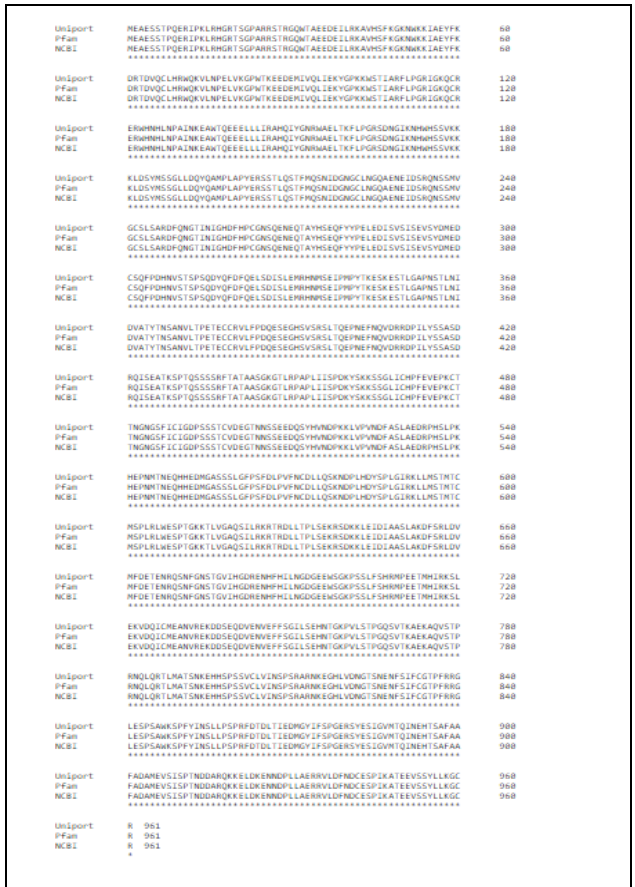 Uniport MEAESSTPQERIPKLRHGRTSGPARRSTRGQWTAEEDEILRKAVHSFKGKNWKKIAEYFK 60
Pfam MEAESSTPQERIPKLRHGRTSGPARRSTRGQWTAEEDEILRKAVHSFKGKNWKKIAEYFK 60
NCBI MEAESSTPQERIPKLRHGRTSGPARRSTRGQWTAEEDEILRKAVHSFKGKNWKKIAEYFK 60
************************************************************
Uniport DRTDVQCLHRWQKVLNPELVKGPWTKEEDEMIVQLIEKYGPKKWSTIARFLPGRIGKQCR 120
Pfam DRTDVQCLHRWQKVLNPELVKGPWTKEEDEMIVQLIEKYGPKKWSTIARFLPGRIGKQCR 120
NCBI DRTDVQCLHRWQKVLNPELVKGPWTKEEDEMIVQLIEKYGPKKWSTIARFLPGRIGKQCR 120
************************************************************
Uniport ERWHNHLNPAINKEAWTQEEELLLIRAHQIYGNRWAELTKFLPGRSDNGIKNHWHSSVKK 180
Pfam ERWHNHLNPAINKEAWTQEEELLLIRAHQIYGNRWAELTKFLPGRSDNGIKNHWHSSVKK 180
NCBI ERWHNHLNPAINKEAWTQEEELLLIRAHQIYGNRWAELTKFLPGRSDNGIKNHWHSSVKK 180
************************************************************
Uniport KLDSYMSSGLLDQYQAMPLAPYERSSTLQSTFMQSNIDGNGCLNGQAENEIDSRQNSSMV 240
Pfam KLDSYMSSGLLDQYQAMPLAPYERSSTLQSTFMQSNIDGNGCLNGQAENEIDSRQNSSMV 240
NCBI KLDSYMSSGLLDQYQAMPLAPYERSSTLQSTFMQSNIDGNGCLNGQAENEIDSRQNSSMV 240
************************************************************
Uniport GCSLSARDFQNGTINIGHDFHPCGNSQENEQTAYHSEQFYYPELEDISVSISEVSYDMED 300
Pfam GCSLSARDFQNGTINIGHDFHPCGNSQENEQTAYHSEQFYYPELEDISVSISEVSYDMED 300
NCBI GCSLSARDFQNGTINIGHDFHPCGNSQENEQTAYHSEQFYYPELEDISVSISEVSYDMED 300
************************************************************
Uniport CSQFPDHNVSTSPSQDYQFDFQELSDISLEMRHNMSEIPMPYTKESKESTLGAPNSTLNI 360
Pfam CSQFPDHNVSTSPSQDYQFDFQELSDISLEMRHNMSEIPMPYTKESKESTLGAPNSTLNI 360
NCBI CSQFPDHNVSTSPSQDYQFDFQELSDISLEMRHNMSEIPMPYTKESKESTLGAPNSTLNI 360
************************************************************
Uniport DVATYTNSANVLTPETECCRVLFPDQESEGHSVSRSLTQEPNEFNQVDRRDPILYSSASD 420
Pfam DVATYTNSANVLTPETECCRVLFPDQESEGHSVSRSLTQEPNEFNQVDRRDPILYSSASD 420
NCBI DVATYTNSANVLTPETECCRVLFPDQESEGHSVSRSLTQEPNEFNQVDRRDPILYSSASD 420
************************************************************
Uniport RQISEATKSPTQSSSSRFTATAASGKGTLRPAPLIISPDKYSKKSSGLICHPFEVEPKCT 480
Pfam RQISEATKSPTQSSSSRFTATAASGKGTLRPAPLIISPDKYSKKSSGLICHPFEVEPKCT 480
NCBI RQISEATKSPTQSSSSRFTATAASGKGTLRPAPLIISPDKYSKKSSGLICHPFEVEPKCT 480
************************************************************
Uniport TNGNGSFICIGDPSSSTCVDEGTNNSSEEDQSYHVNDPKKLVPVNDFASLAEDRPHSLPK 540
Pfam TNGNGSFICIGDPSSSTCVDEGTNNSSEEDQSYHVNDPKKLVPVNDFASLAEDRPHSLPK 540
NCBI TNGNGSFICIGDPSSSTCVDEGTNNSSEEDQSYHVNDPKKLVPVNDFASLAEDRPHSLPK 540
************************************************************
Uniport HEPNMTNEQHHEDMGASSSLGFPSFDLPVFNCDLLQSKNDPLHDYSPLGIRKLLMSTMTC 600
Pfam HEPNMTNEQHHEDMGASSSLGFPSFDLPVFNCDLLQSKNDPLHDYSPLGIRKLLMSTMTC 600
NCBI HEPNMTNEQHHEDMGASSSLGFPSFDLPVFNCDLLQSKNDPLHDYSPLGIRKLLMSTMTC 600
************************************************************
Uniport MSPLRLWESPTGKKTLVGAQSILRKRTRDLLTPLSEKRSDKKLEIDIAASLAKDFSRLDV 660
Pfam MSPLRLWESPTGKKTLVGAQSILRKRTRDLLTPLSEKRSDKKLEIDIAASLAKDFSRLDV 660
NCBI MSPLRLWESPTGKKTLVGAQSILRKRTRDLLTPLSEKRSDKKLEIDIAASLAKDFSRLDV 660
************************************************************
Uniport MFDETENRQSNFGNSTGVIHGDRENHFHILNGDGEEWSGKPSSLFSHRMPEETMHIRKSL 720
Pfam MFDETENRQSNFGNSTGVIHGDRENHFHILNGDGEEWSGKPSSLFSHRMPEETMHIRKSL 720
NCBI MFDETENRQSNFGNSTGVIHGDRENHFHILNGDGEEWSGKPSSLFSHRMPEETMHIRKSL 720
************************************************************
Uniport EKVDQICMEANVREKDDSEQDVENVEFFSGILSEHNTGKPVLSTPGQSVTKAEKAQVSTP 780
Pfam EKVDQICMEANVREKDDSEQDVENVEFFSGILSEHNTGKPVLSTPGQSVTKAEKAQVSTP 780
NCBI EKVDQICMEANVREKDDSEQDVENVEFFSGILSEHNTGKPVLSTPGQSVTKAEKAQVSTP 780
************************************************************
Uniport RNQLQRTLMATSNKEHHSPSSVCLVINSPSRARNKEGHLVDNGTSNENFSIFCGTPFRRG 840
Pfam RNQLQRTLMATSNKEHHSPSSVCLVINSPSRARNKEGHLVDNGTSNENFSIFCGTPFRRG 840
NCBI RNQLQRTLMATSNKEHHSPSSVCLVINSPSRARNKEGHLVDNGTSNENFSIFCGTPFRRG 840
************************************************************
Uniport LESPSAWKSPFYINSLLPSPRFDTDLTIEDMGYIFSPGERSYESIGVMTQINEHTSAFAA 900
Pfam LESPSAWKSPFYINSLLPSPRFDTDLTIEDMGYIFSPGERSYESIGVMTQINEHTSAFAA 900
NCBI LESPSAWKSPFYINSLLPSPRFDTDLTIEDMGYIFSPGERSYESIGVMTQINEHTSAFAA 900
************************************************************
Uniport FADAMEVSISPTNDDARQKKELDKENNDPLLAERRVLDFNDCESPIKATEEVSSYLLKGC 960
Pfam FADAMEVSISPTNDDARQKKELDKENNDPLLAERRVLDFNDCESPIKATEEVSSYLLKGC 960
NCBI FADAMEVSISPTNDDARQKKELDKENNDPLLAERRVLDFNDCESPIKATEEVSSYLLKGC 960
************************************************************
Uniport R 961
Pfam R 961
NCBI R 961
*